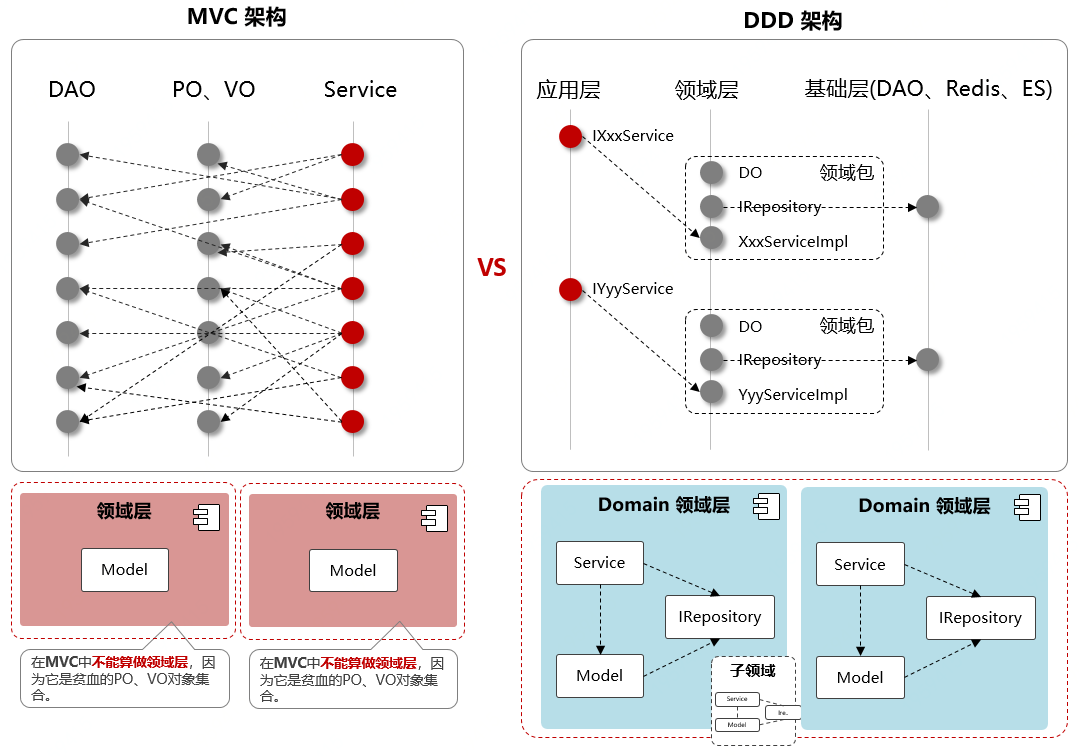 MVC 架构
DDD 架构
DAO
PO、VO
Service
应用层
领域层
基础层(DAO、Redis、ES)
IXxxService
DO
领域包
IRepository
XxxServiceImpl
VS
IYyyService
DO
领域包
IRepository
YyyServiceImpl
领域层
Model
领域层
Model
在MVC中不能算做领域层，因
为它是贫血的PO、VO对象集
合。
在MVC中不能算做领域层，因
为它是贫血的PO、VO对象集
合。
Domain 领域层
Service
IRepository
Model
Domain 领域层
Service
IRepository
Model
子领域
Service
Ire..
Model